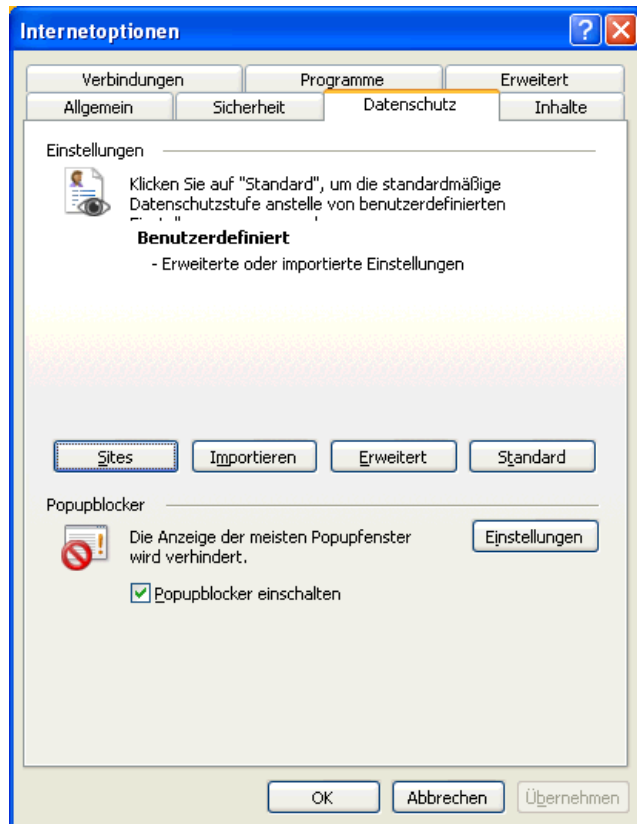 Internetoptionen
Verbindungen Programme Erweitert
Allgemein Sicherheit Datenschutz Inhalte
Einstellungen
Klicken Sie auf "Standard", um die standardmäßige
Datenschutzstufe anstelle von benutzerdefinierten
Benutzerdefiniert
- Erweiterte oder importierte Einstellungen
Sites Importieren Erweitert Standard
Popupblocker
Die Anzeige der meisten Popupfenster
wird verhindert.
Einstellungen
Popupblocker einschalten
OK Abbrechen Übernehmen